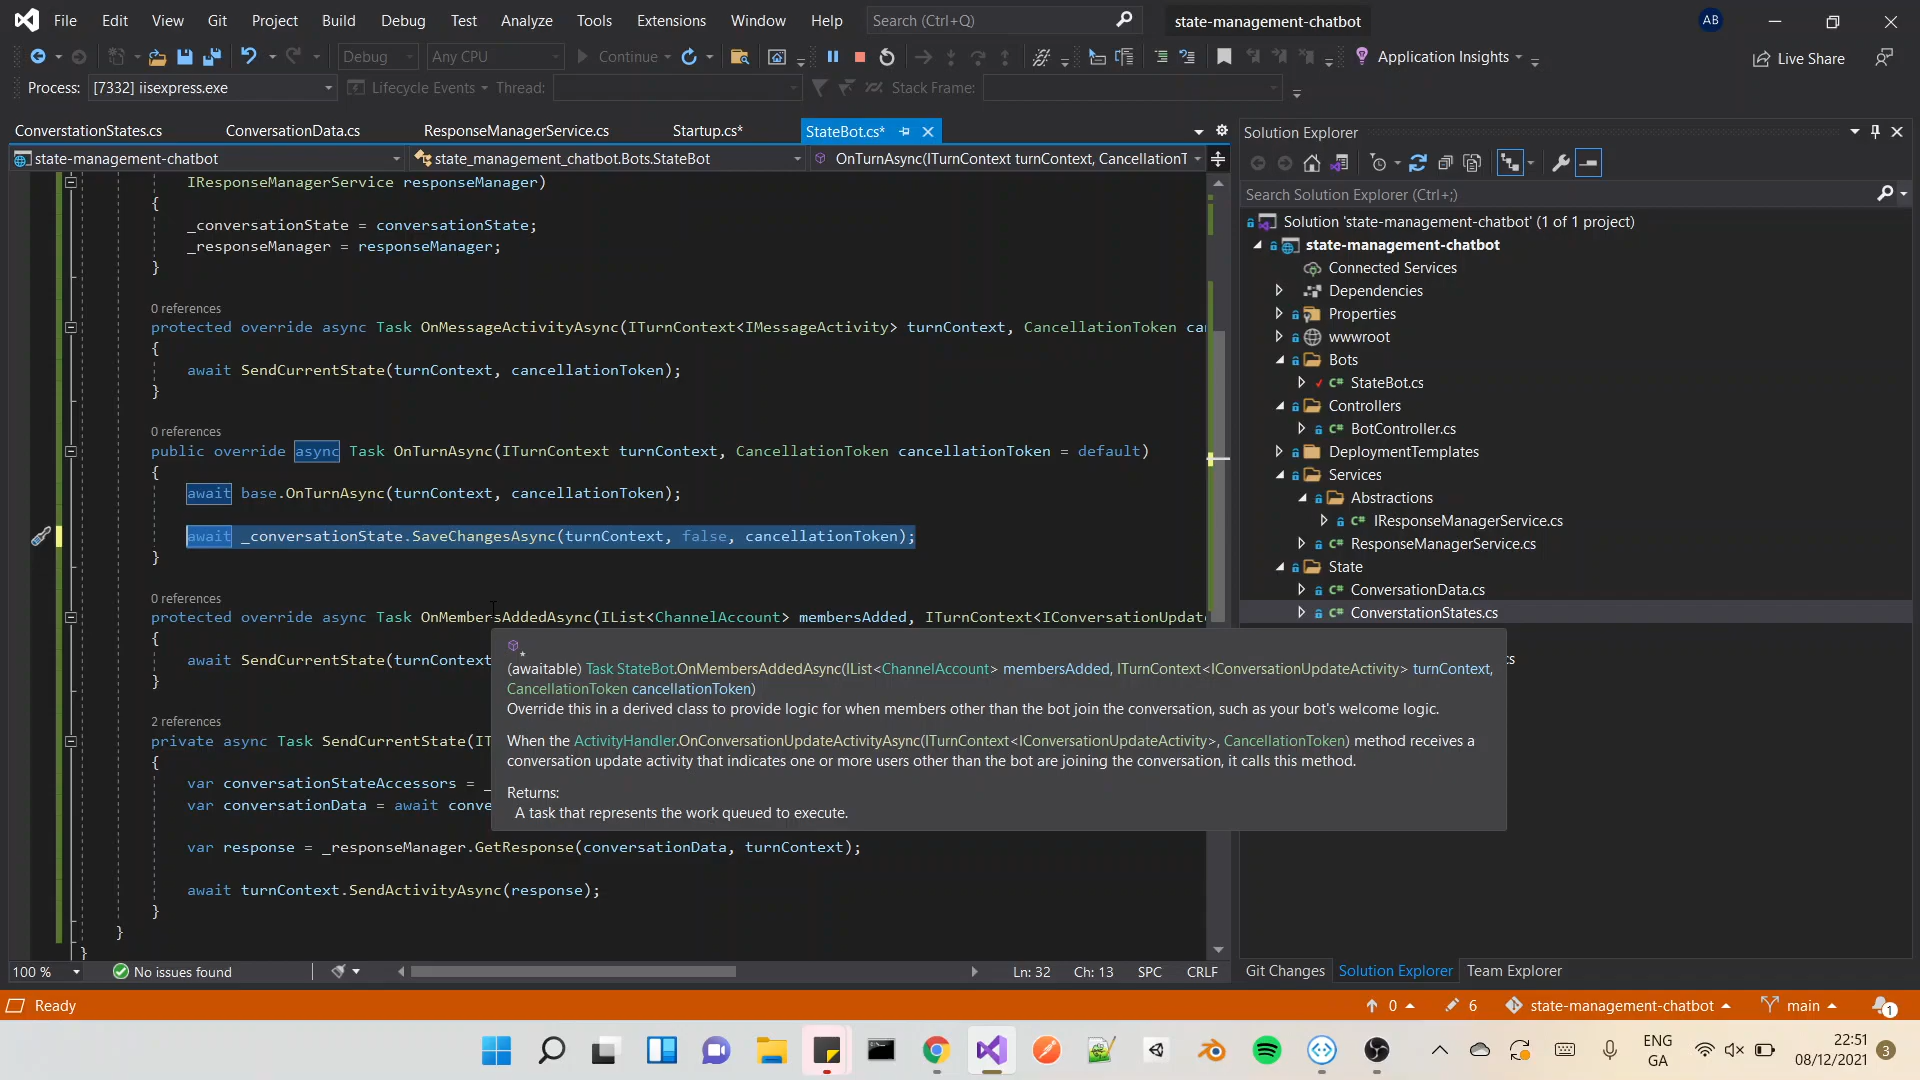 File Edit View Git Project Build Debug Test Analyze Tools Extensions Window Help Search (Ctrl+Q) state-management-chatbot AB
Debug Any CPU Continue Application Insights Live Share
Process: [7332] iisexpress.exe Lifecycle Events Thread: Stack Frame:
ConverstationStates.cs ConversationData.cs ResponseManagerService.cs Startup.cs* StateBot.cs*
state-management-chatbot state_management_chatbot.Bots.StateBot OnTurnAsync(ITurnContext turnContext, CancellationT
IResponseManagerService responseManager)
{
_conversationState = conversationState;
_responseManager = responseManager;
}
0 references
protected override async Task OnMessageActivityAsync(ITurnContext<IMessageActivity> turnContext, CancellationToken ca
{
await SendCurrentState(turnContext, cancellationToken);
}
0 references
public override async Task OnTurnAsync(ITurnContext turnContext, CancellationToken cancellationToken = default)
{
await base.OnTurnAsync(turnContext, cancellationToken);
await _conversationState.SaveChangesAsync(turnContext, false, cancellationToken);
}
0 references
protected override async Task OnMembersAddedAsync(IList<ChannelAccount> membersAdded, ITurnContext<IConversationUpdat
{
await SendCurrentState(turnContext
}
2 references
private async Task SendCurrentState(IT
{
var conversationStateAccessors = _
var conversationData = await conve
var response = _responseManager.GetResponse(conversationData, turnContext);
await turnContext.SendActivityAsync(response);
}
}
}
(awaitable) Task StateBot.OnMembersAddedAsync(IList<ChannelAccount> membersAdded, ITurnContext<IConversationUpdateActivity> turnContext,
CancellationToken cancellationToken)
Override this in a derived class to provide logic for when members other than the bot join the conversation, such as your bot's welcome logic.
When the ActivityHandler.OnConversationUpdateActivityAsync(ITurnContext<IConversationUpdateActivity>, CancellationToken) method receives a
conversation update activity that indicates one or more users other than the bot are joining the conversation, it calls this method.
Returns:
A task that represents the work queued to execute.
100 % No issues found Ln: 32 Ch: 13 SPC CRLF
Solution Explorer
Search Solution Explorer (Ctrl+;)
Solution 'state-management-chatbot' (1 of 1 project)
state-management-chatbot
Connected Services
Dependencies
Properties
wwwroot
Bots
C# StateBot.cs
Controllers
C# BotController.cs
DeploymentTemplates
Services
Abstractions
C# IResponseManagerService.cs
C# ResponseManagerService.cs
State
C# ConversationData.cs
C# ConverstationStates.cs
cs
Git Changes Solution Explorer Team Explorer
Ready 0 6 state-management-chatbot main 1
ENG
GA
22:51
08/12/2021
3